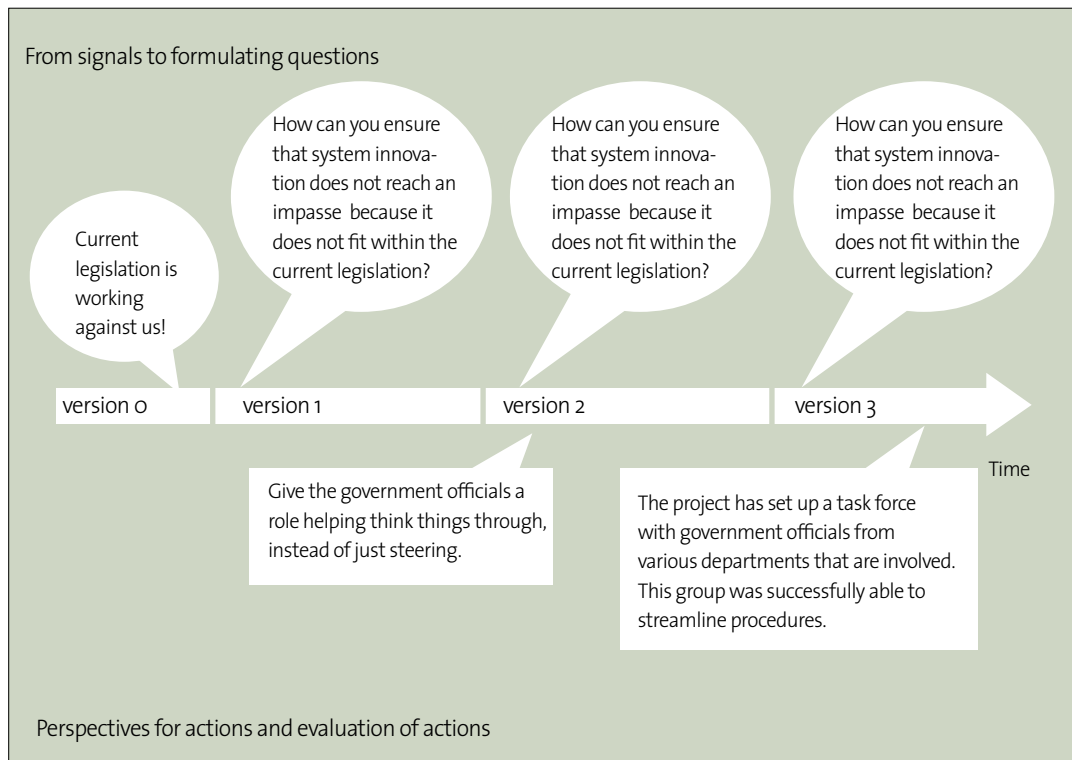 From signals to formulating questions
Current
legislation is
working
against us!
How can you ensure
that system innova-
tion does not reach an
impasse because it
does not fit within the
current legislation?
How can you ensure
that system innova-
tion does not reach an
impasse because it
does not fit within the
current legislation?
How can you ensure
that system innova-
tion does not reach an
impasse because it
does not fit within the
current legislation?
version 0
version 1
version 2
version 3
Time
Give the government officials a
role helping think things through,
instead of just steering.
The project has set up a task force
with government officials from
various departments that are involved.
This group was successfully able to
streamline procedures.
Perspectives for actions and evaluation of actions